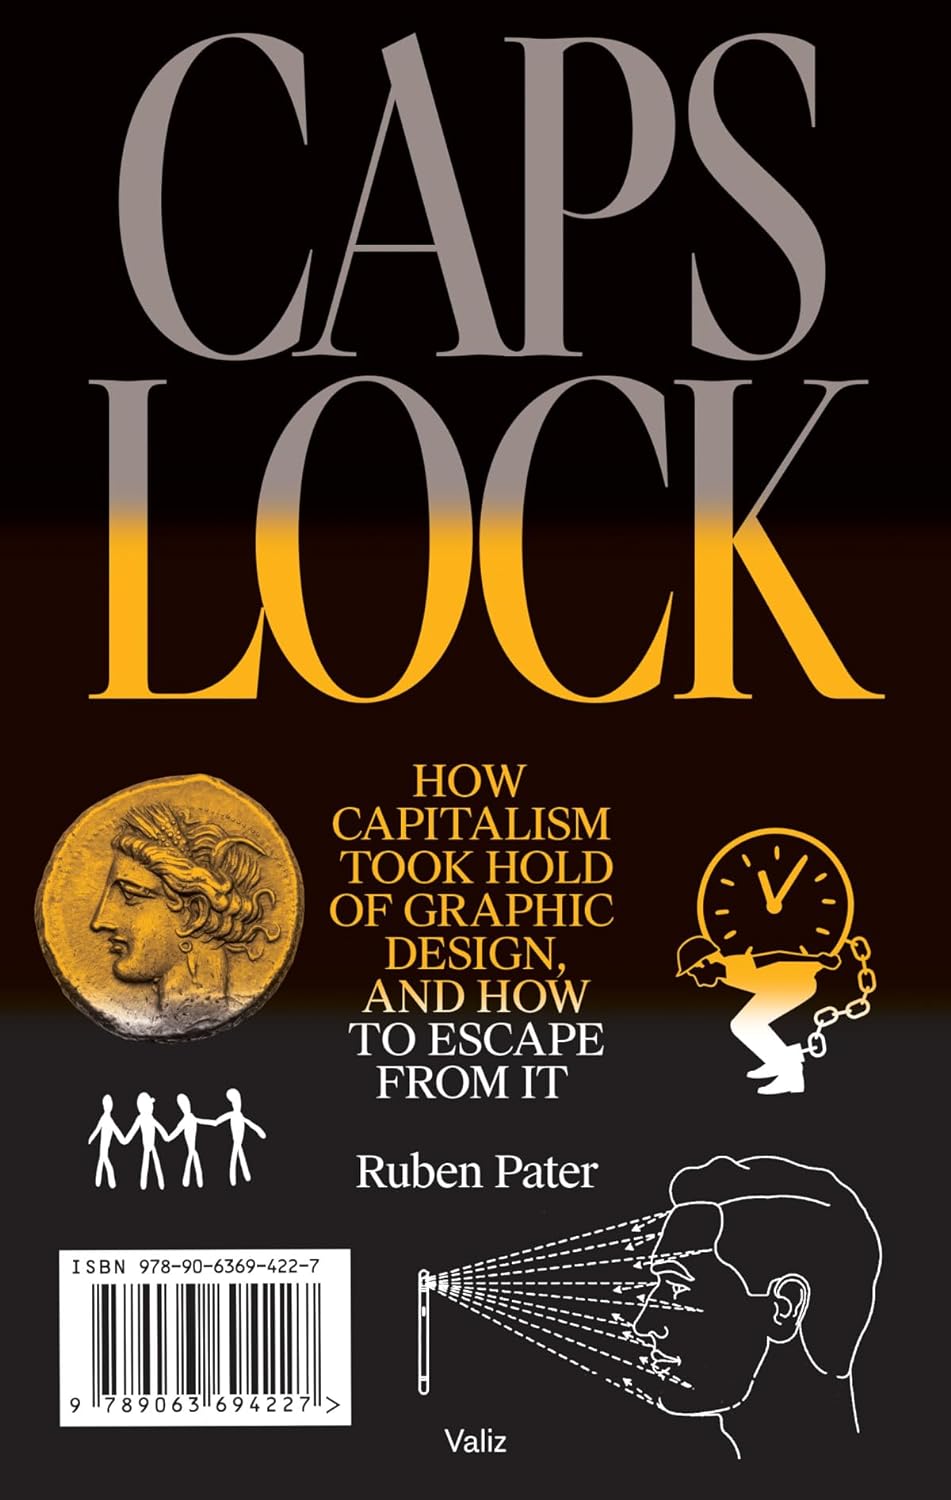 CAPS
LOCK
HOW
CAPITALISM
TOOK HOLD
OF GRAPHIC
DESIGN,
AND HOW
TO ESCAPE
FROM IT
Ruben Pater
ISBN 978-90-6369-422-7
9 789063 694227 >
Valiz